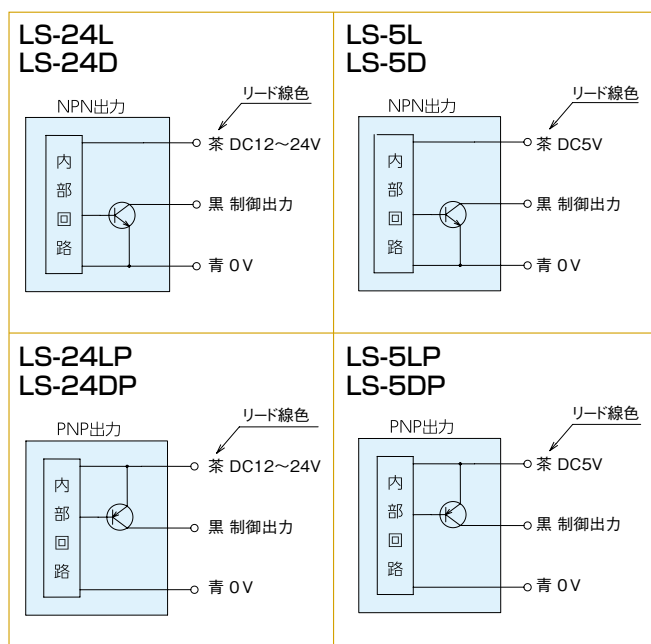 LS-24L
LS-24D
リード線色
NPN出力
茶 DC12～24V
内部回路
黒 制御出力
青 0V
LS-5L
LS-5D
リード線色
NPN出力
茶 DC5V
内部回路
黒 制御出力
青 0V
LS-24LP
LS-24DP
リード線色
PNP出力
茶 DC12～24V
内部回路
黒 制御出力
青 0V
LS-5LP
LS-5DP
リード線色
PNP出力
茶 DC5V
内部回路
黒 制御出力
青 0V